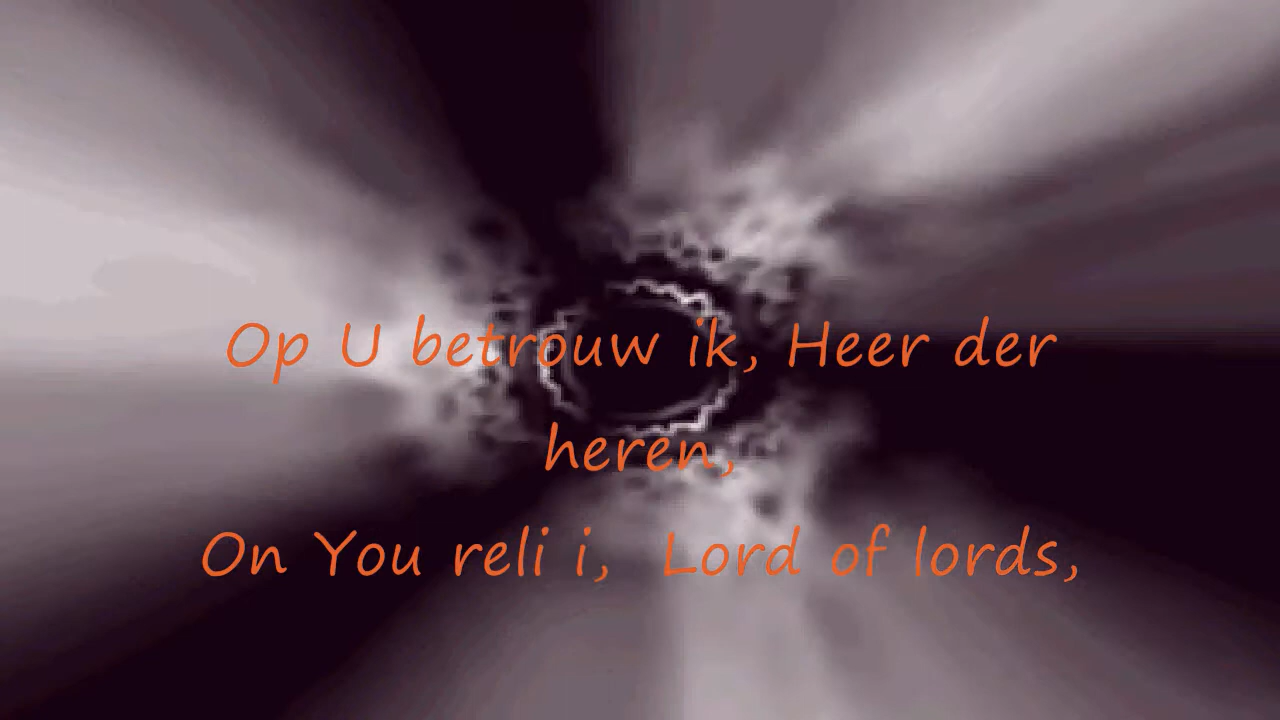 Op U betrouw ik, Heer der
heren,
On You reli i, Lord of lords,